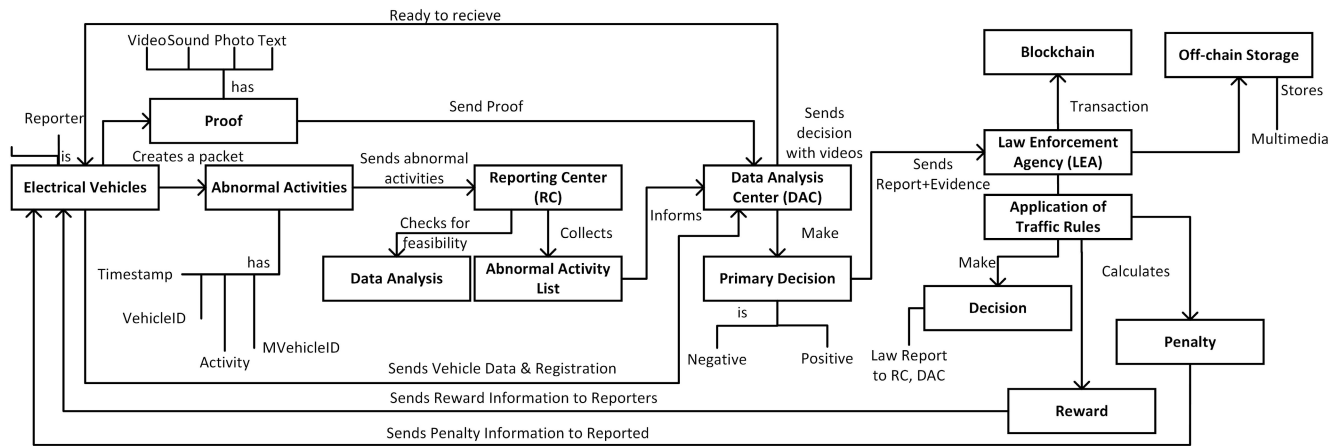 Ready to recieve
Video Sound Photo Text
has
Proof
Send Proof
Reporter
is
Creates a packet
Electrical Vehicles
Abnormal Activities
Sends abnormal
activities
Reporting Center
(RC)
Checks for
feasibility
Collects
Data Analysis
Abnormal Activity
List
Informs
has
Timestamp
VehicleID
Activity
MVehicleID
Sends
decision
with videos
Data Analysis
Center (DAC)
Make
Primary Decision
is
Negative
Positive
Sends
Report+Evidence
Blockchain
Off-chain Storage
Transaction
Stores
Multimedia
Law Enforcement
Agency (LEA)
Application of
Traffic Rules
Make
Calculates
Decision
Law Report
to RC, DAC
Penalty
Reward
Sends Vehicle Data & Registration
Sends Reward Information to Reporters
Sends Penalty Information to Reported